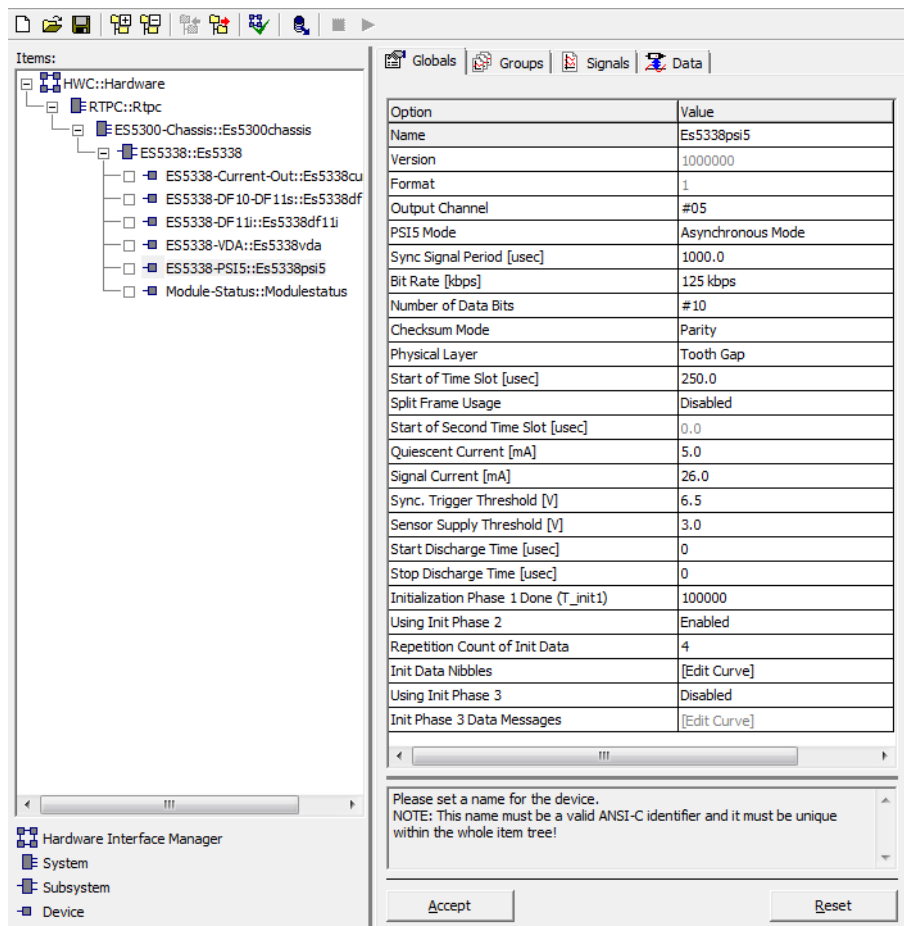 Items:
HWC::Hardware
RTPC::Rtpc
ES5300-Chassis::Es5300chassis
ES5338::Es5338
ES5338-Current-Out::Es5338cu
ES5338-DF10-DF11s::Es5338df
ES5338-DF11i::Es5338df11i
ES5338-VDA::Es5338vda
ES5338-PSI5::Es5338psi5
Module-Status::Modulestatus
Hardware Interface Manager
System
Subsystem
Device
Globals Groups Signals Data
Option Value
Name Es5338psi5
Version 1000000
Format 1
Output Channel #05
PSI5 Mode Asynchronous Mode
Sync Signal Period [usec] 1000.0
Bit Rate [kbps] 125 kbps
Number of Data Bits #10
Checksum Mode Parity
Physical Layer Tooth Gap
Start of Time Slot [usec] 250.0
Split Frame Usage Disabled
Start of Second Time Slot [usec] 0.0
Quiescent Current [mA] 5.0
Signal Current [mA] 26.0
Sync. Trigger Threshold [V] 6.5
Sensor Supply Threshold [V] 3.0
Start Discharge Time [usec] 0
Stop Discharge Time [usec] 0
Initialization Phase 1 Done (T_init1) 100000
Using Init Phase 2 Enabled
Repetition Count of Init Data 4
Init Data Nibbles [Edit Curve]
Using Init Phase 3 Disabled
Init Phase 3 Data Messages [Edit Curve]
Please set a name for the device.
NOTE: This name must be a valid ANSI-C identifier and it must be unique
within the whole item tree!
Accept Reset